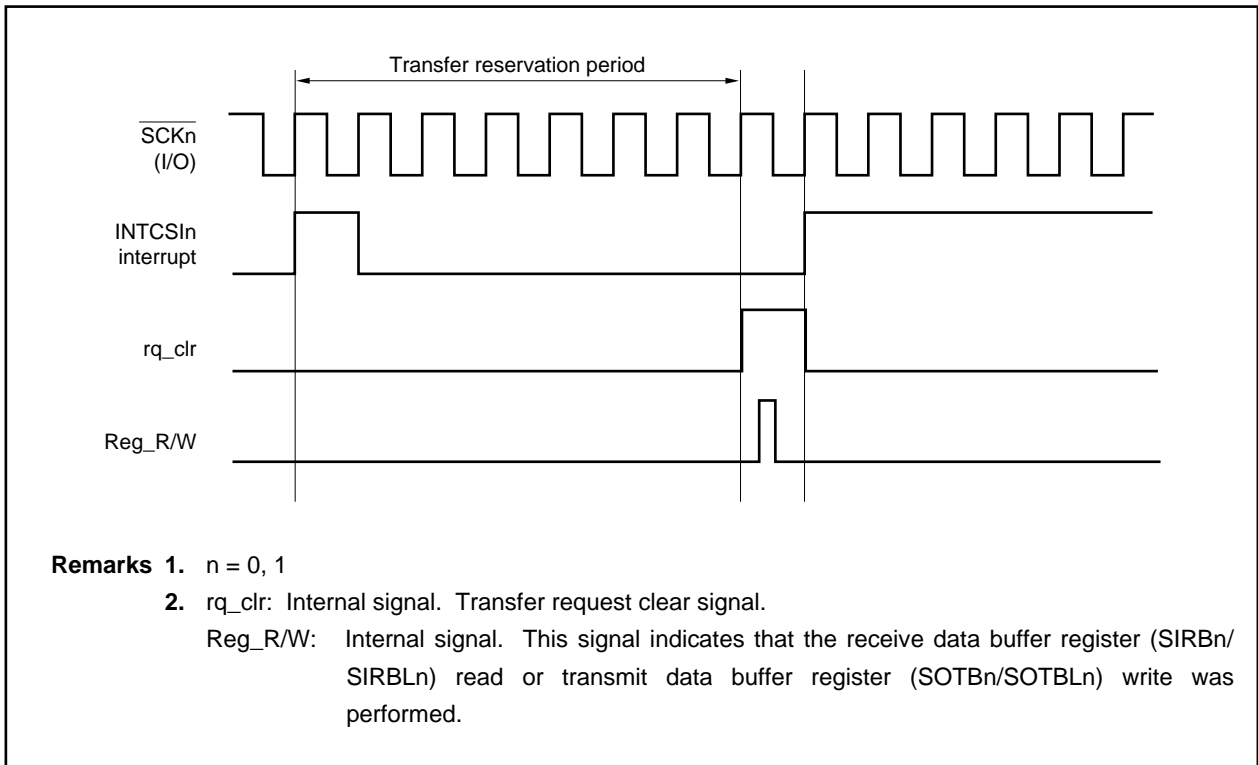 Transfer reservation period
SCKn
(I/O)
INTCSIn
interrupt
rq_clr
Reg_R/W
Remarks 1. n = 0, 1
2. rq_clr: Internal signal. Transfer request clear signal.
Reg_R/W: Internal signal. This signal indicates that the receive data buffer register (SIRBn/
SIRBLn) read or transmit data buffer register (SOTBn/SOTBLn) write was
performed.